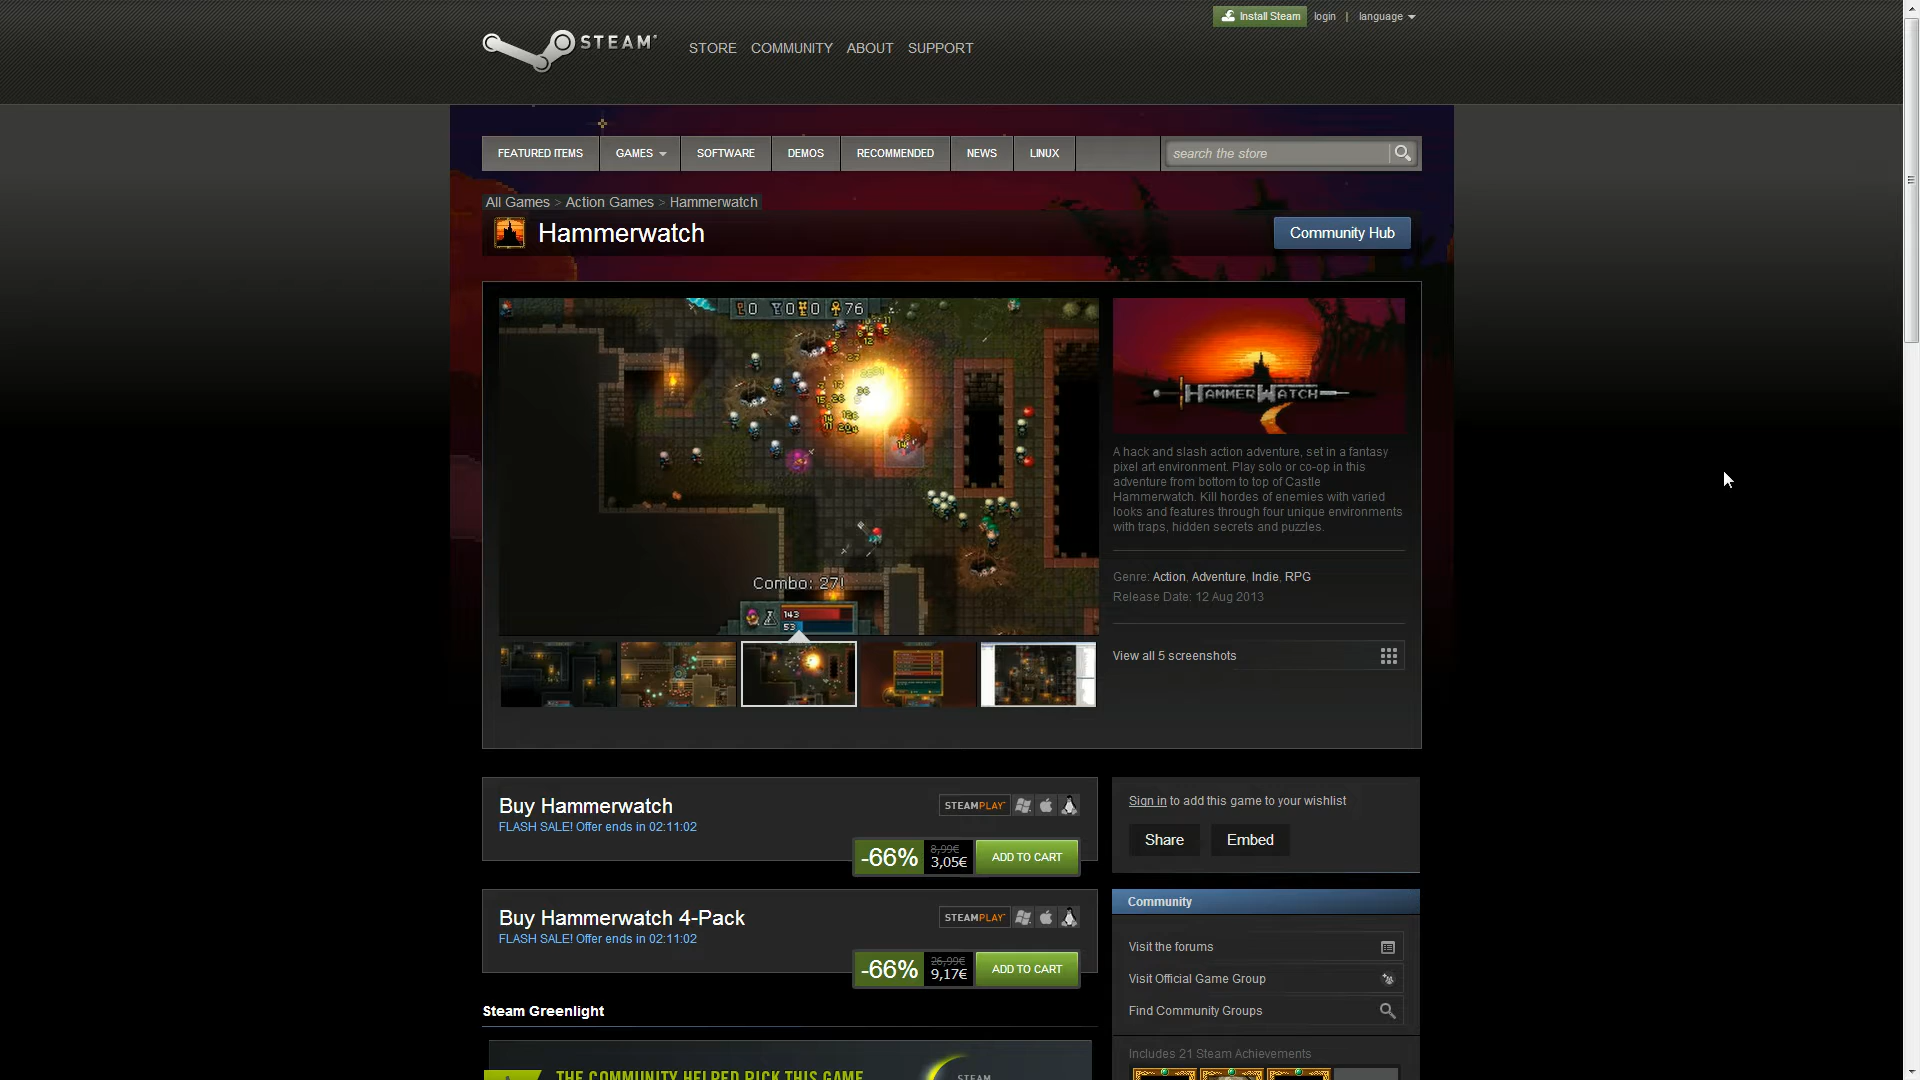 Install Steam login | language
STEAM
STORE COMMUNITY ABOUT SUPPORT
FEATURED ITEMS GAMES SOFTWARE DEMOS RECOMMENDED NEWS LINUX search the store
All Games > Action Games > Hammerwatch
Hammerwatch
Community Hub
0 0 0 76
Combo: 27!
143
53
HAMMERWATCH
A hack and slash action adventure, set in a fantasy
pixel art environment. Play solo or co-op in this
adventure from bottom to top of Castle
Hammerwatch. Kill hordes of enemies with varied
looks and features through four unique environments
with traps, hidden secrets and puzzles.
Genre: Action, Adventure, Indie, RPG
Release Date: 12 Aug 2013
View all 5 screenshots
Buy Hammerwatch
STEAMPLAY
FLASH SALE! Offer ends in 02:11:02
-66% 8,99€ 3,05€ ADD TO CART
Buy Hammerwatch 4-Pack
STEAMPLAY
FLASH SALE! Offer ends in 02:11:02
-66% 26,99€ 9,17€ ADD TO CART
Steam Greenlight
THE COMMUNITY HELPED PICK THIS GAME
STEAM
Sign in to add this game to your wishlist
Share Embed
Community
Visit the forums
Visit Official Game Group
Find Community Groups
Includes 21 Steam Achievements